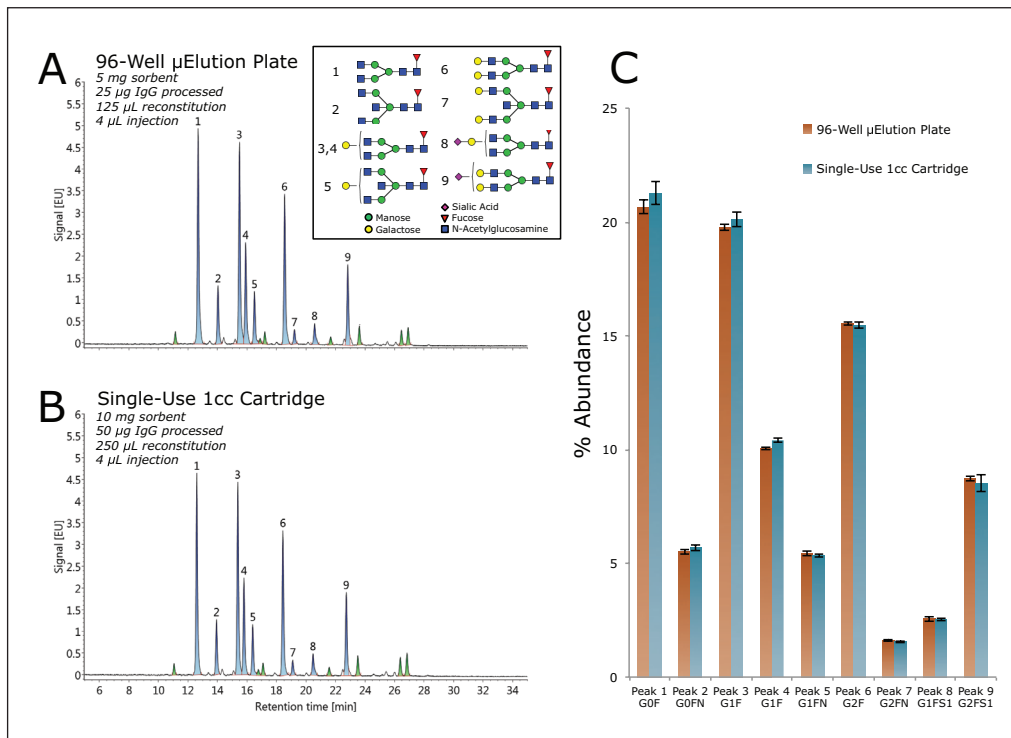 A
96-Well µElution Plate
5 mg sorbent
25 µg IgG processed
125 µL reconstitution
4 µL injection
6
5.5
5
4.5
4
3.5
3
2.5
2
1.5
1
0.5
0
Signal [EU]
1
2
3
4
5
6
7
8
9
1
2
3,4
5
6
7
8
9
Manose
Galactose
Sialic Acid
Fucose
N-Acetylglucosamine
B
Single-Use 1cc Cartridge
10 mg sorbent
50 µg IgG processed
250 µL reconstitution
4 µL injection
6
5.5
5
4.5
4
3.5
3
2.5
2
1.5
1
0.5
0
Signal [EU]
1
2
3
4
5
6
7
8
9
6 8 10 12 14 16 18 20 22 24 26 28 30 32 34
Retention time [min]
C
96-Well µElution Plate
Single-Use 1cc Cartridge
% Abundance
25
20
15
10
5
0
Peak 1 Peak 2 Peak 3 Peak 4 Peak 5 Peak 6 Peak 7 Peak 8 Peak 9
G0F G0FN G1F G1F G1FN G2F G2FN G1FS1 G2FS1